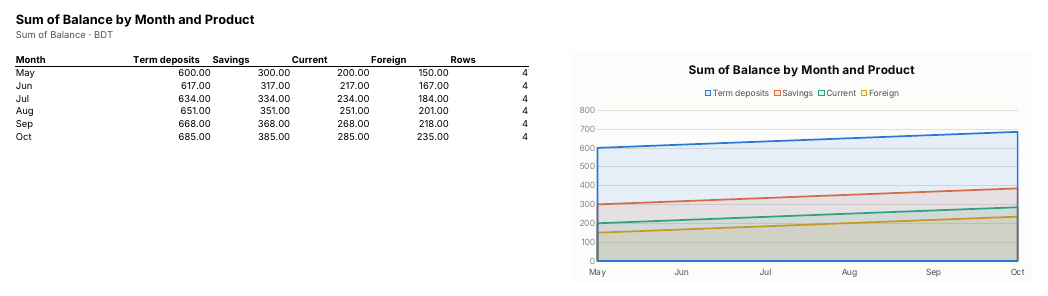 Sum of Balance by Month and Product
Sum of Balance · BDT
Month Term deposits Savings Current Foreign Rows
May 600.00 300.00 200.00 150.00 4
Jun 617.00 317.00 217.00 167.00 4
Jul 634.00 334.00 234.00 184.00 4
Aug 651.00 351.00 251.00 201.00 4
Sep 668.00 368.00 268.00 218.00 4
Oct 685.00 385.00 285.00 235.00 4
Sum of Balance by Month and Product
Term deposits Savings Current Foreign
800
700
600
500
400
300
200
100
0
May Jun Jul Aug Sep Oct